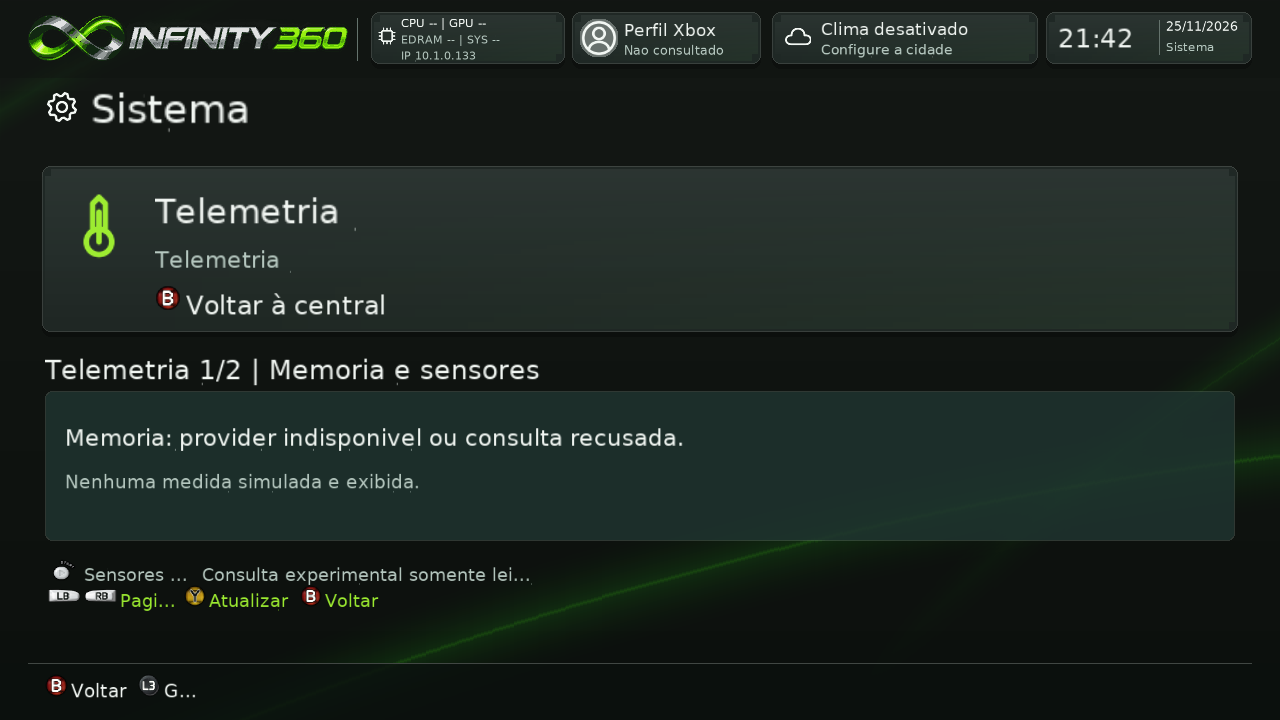 INFINITY 360
CPU -- | GPU --
EDRAM -- | SYS --
IP 10.1.0.133
Perfil Xbox
Nao consultado
Clima desativado
Configure a cidade
21:42
25/11/2026
Sistema
Sistema
Telemetria
Telemetria
B Voltar à central
Telemetria 1/2 | Memoria e sensores
Memoria: provider indisponivel ou consulta recusada.
Nenhuma medida simulada e exibida.
Sensores ... Consulta experimental somente lei...
LB RB Pagi... Y Atualizar B Voltar
B Voltar L3 G...